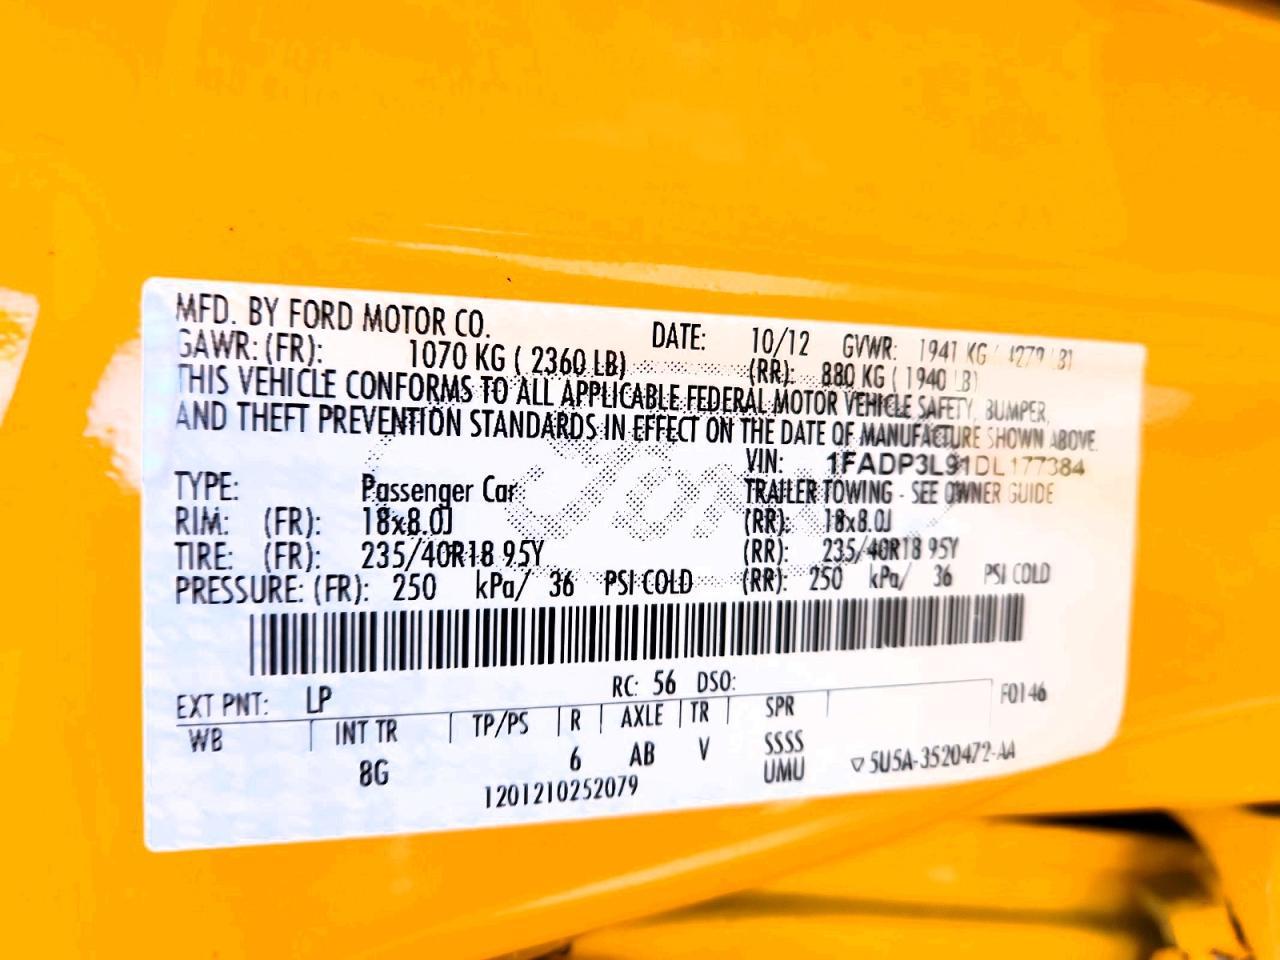 MFD. BY FORD MOTOR CO. DATE: 10/12 GVWR: 1941 KG
GAWR: (FR): 1070 KG ( 2360 LB) (RR): 880 KG ( 1940 LB)
THIS VEHICLE CONFORMS TO ALL APPLICABLE FEDERAL MOTOR VEHICLE SAFETY, BUMPER,
AND THEFT PREVENTION STANDARDS IN EFFECT ON THE DATE OF MANUFACTURE SHOWN ABOVE.
VIN: 1FADP3L91DL177384
TYPE: Passenger Car TRAILER TOWING - SEE OWNER GUIDE
RIM: (FR): 18x8.0J (RR): 18x8.0J
TIRE: (FR): 235/40R18 95Y (RR): 235/40R18 95Y
PRESSURE: (FR): 250 kPa/ 36 PSI COLD (RR): 250 kPa/ 36 PSI COLD
EXT PNT: LP RC: 56 DSO: F0146
WB INT TR TP/PS R AXLE TR SPR
8G 6 AB V SSSS
1201210252079 UMU ▽5U5A-3520472-AA